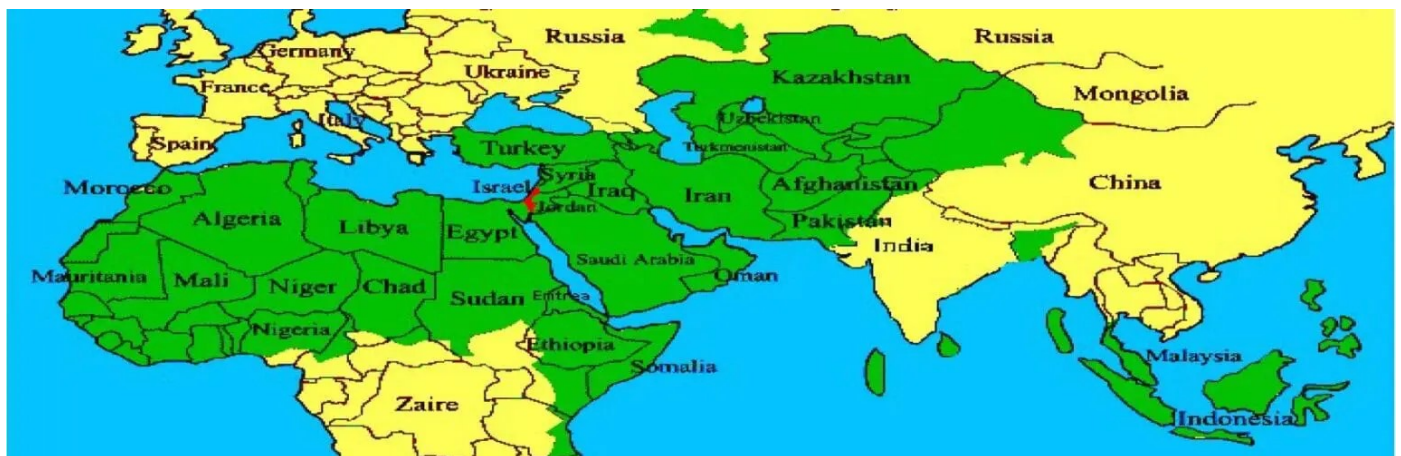 Russia
Russia
Germany
Ukraine
Kazakhstan
France
Mongolia
Italy
Uzbekistan
Spain
Turkey
Turkmenistan
Syria
China
Morocco
Israel
Iraq
Iran
Afghanistan
Jordan
Algeria
Libya
Egypt
Pakistan
India
Saudi Arabia
Oman
Mauritania
Mali
Niger
Chad
Sudan
Eritrea
Nigeria
Ethiopia
Somalia
Malaysia
Zaire
Indonesia